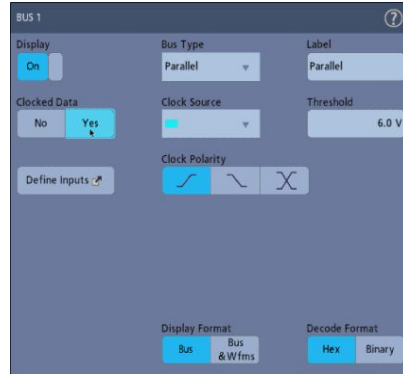 BUS 1
?
Display
Bus Type
Label
On
Parallel
Parallel
Clocked Data
Clock Source
Threshold
No
Yes
6.0 V
Clock Polarity
Define Inputs
Display Format
Decode Format
Bus
Bus
&Wfms
Hex
Binary